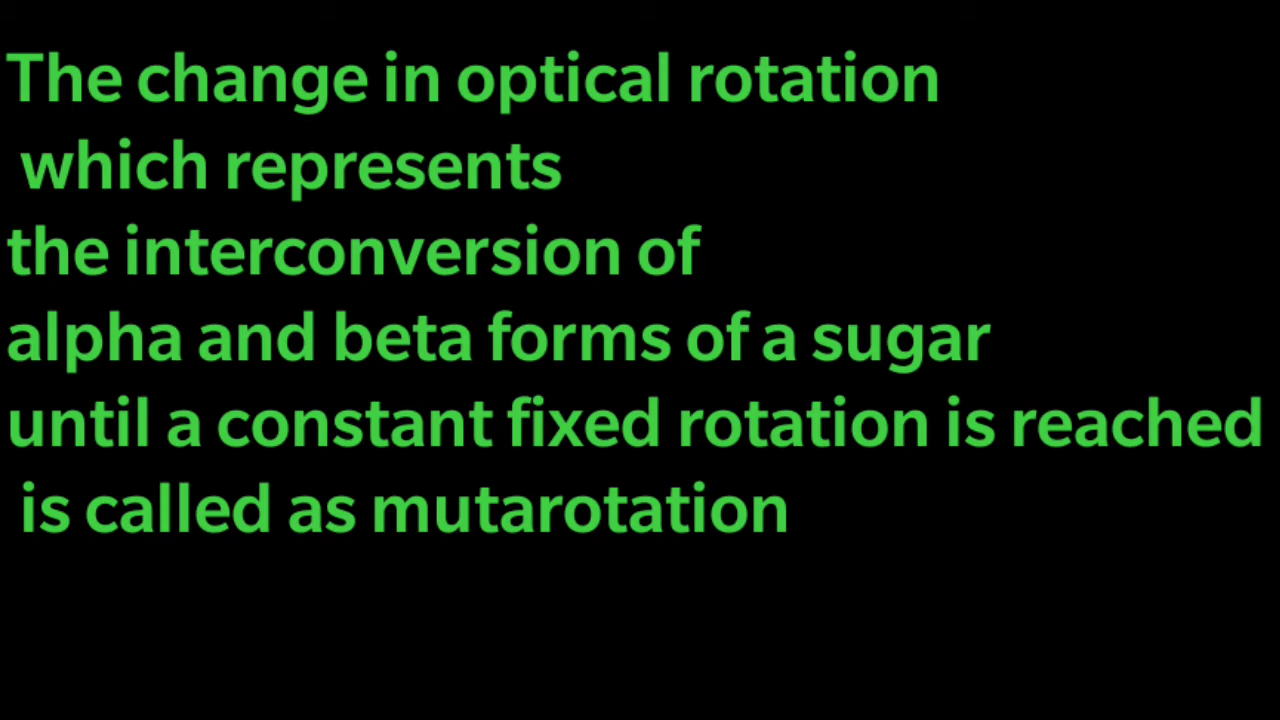 The change in optical rotation
which represents
the interconversion of
alpha and beta forms of a sugar
until a constant fixed rotation is reached
is called as mutarotation